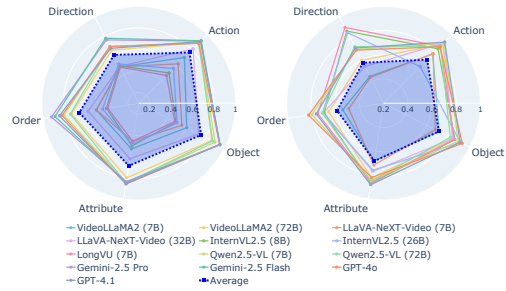 Direction
Action
0.2 0.4 0.6 0.8 1
Order
Object
Attribute
Direction
Action
0.2 0.4 0.6 0.8 1
Order
Object
Attribute
VideoLLaMA2 (7B) VideoLLaMA2 (72B) LLaVA-NeXT-Video (7B)
LLaVA-NeXT-Video (32B) InternVL2.5 (8B) InternVL2.5 (26B)
LongVU (7B) Qwen2.5-VL (7B) Qwen2.5-VL (72B)
Gemini-2.5 Pro Gemini-2.5 Flash GPT-4o
GPT-4.1 Average